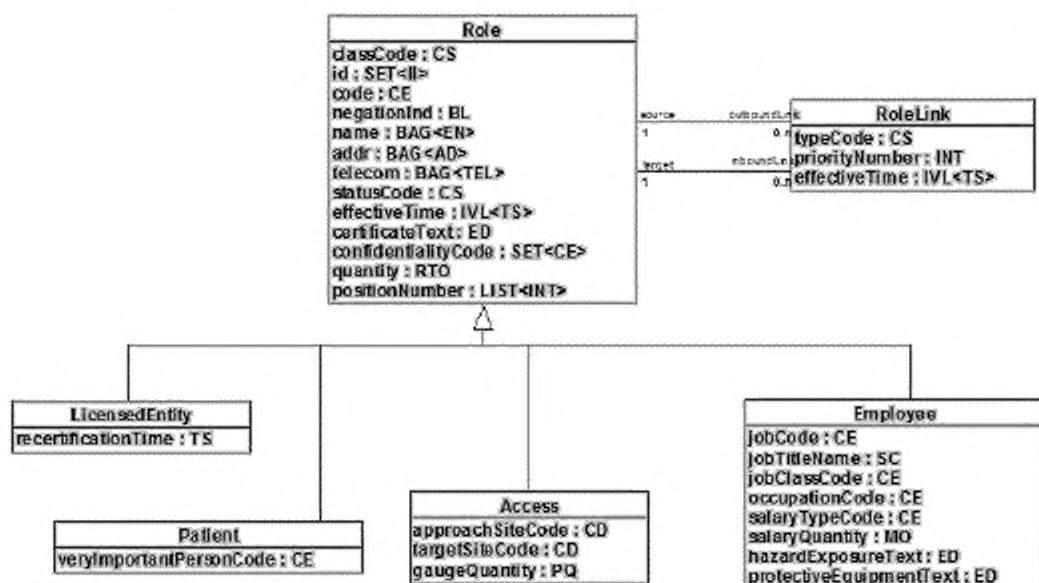 Role
classCode : CS
id : SET<II>
code : CE
negationInd : BL
name : BAG<EN>
addr : BAG<AD>
telecom : BAG<TEL>
statusCode : CS
effectiveTime : IVL<TS>
certificateText : ED
confidentialityCode : SET<CE>
quantity : RTO
positionNumber : LIST<INT>
source
outboundLink
1
0..n
target
inboundLink
1
0..n
RoleLink
typeCode : CS
priorityNumber : INT
effectiveTime : IVL<TS>
LicensedEntity
recertificationTime : TS
Patient
veryImportantPersonCode : CE
Access
approachSiteCode : CD
targetSiteCode : CD
gaugeQuantity : PQ
Employee
jobCode : CE
jobTitleName : SC
jobClassCode : CE
occupationCode : CE
salaryTypeCode : CE
salaryQuantity : MO
hazardExposureText : ED
protectiveEquipmentText : ED